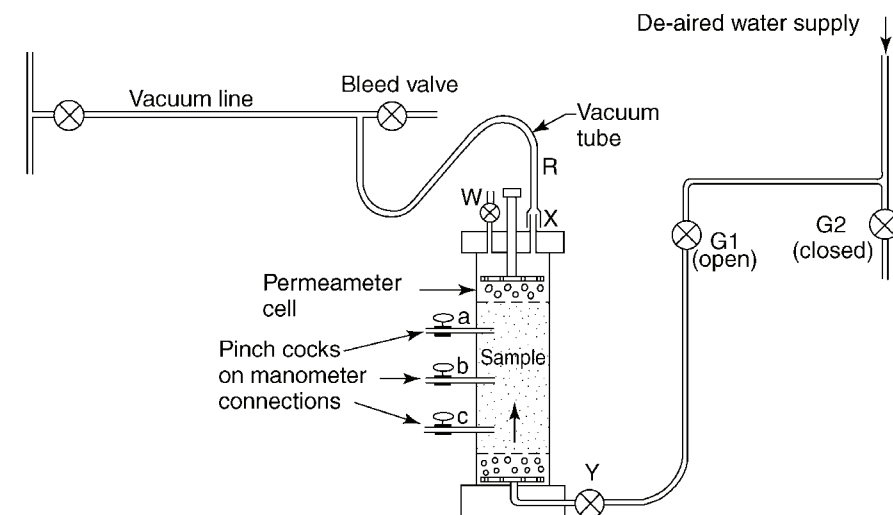 De-aired water supply
Bleed valve
Vacuum line
Vacuum
tube
R
W
X
G1
(open)
G2
(closed)
Permeameter
cell
a
Pinch cocks
on manometer
connections
Sample
b
c
Y